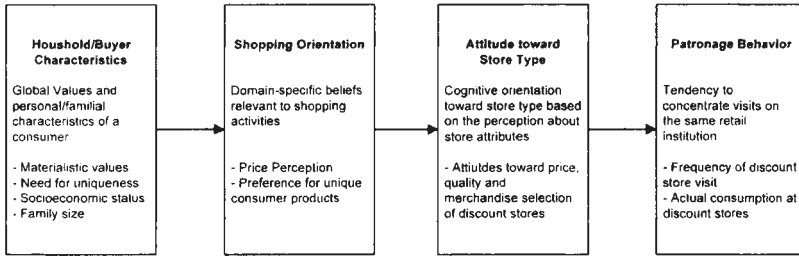 Houshold/Buyer
Characteristics
Global Values and
personal/familial
characteristics of a
consumer
- Materialistic values
- Need for uniqueness
- Socioeconomic status
- Family size
Shopping Orientation
Domain-specific beliefs
relevant to shopping
activities
- Price Perception
- Preference for unique
consumer products
Attitude toward
Store Type
Cognitive orientation
toward store type based
on the perception about
store attributes
- Attiutdes toward price,
quality and
merchandise selection
of discount stores
Patronage Behavior
Tendency to
concentrate visits on
the same retail
institution
- Frequency of discount
store visit
- Actual consumption at
discount stores